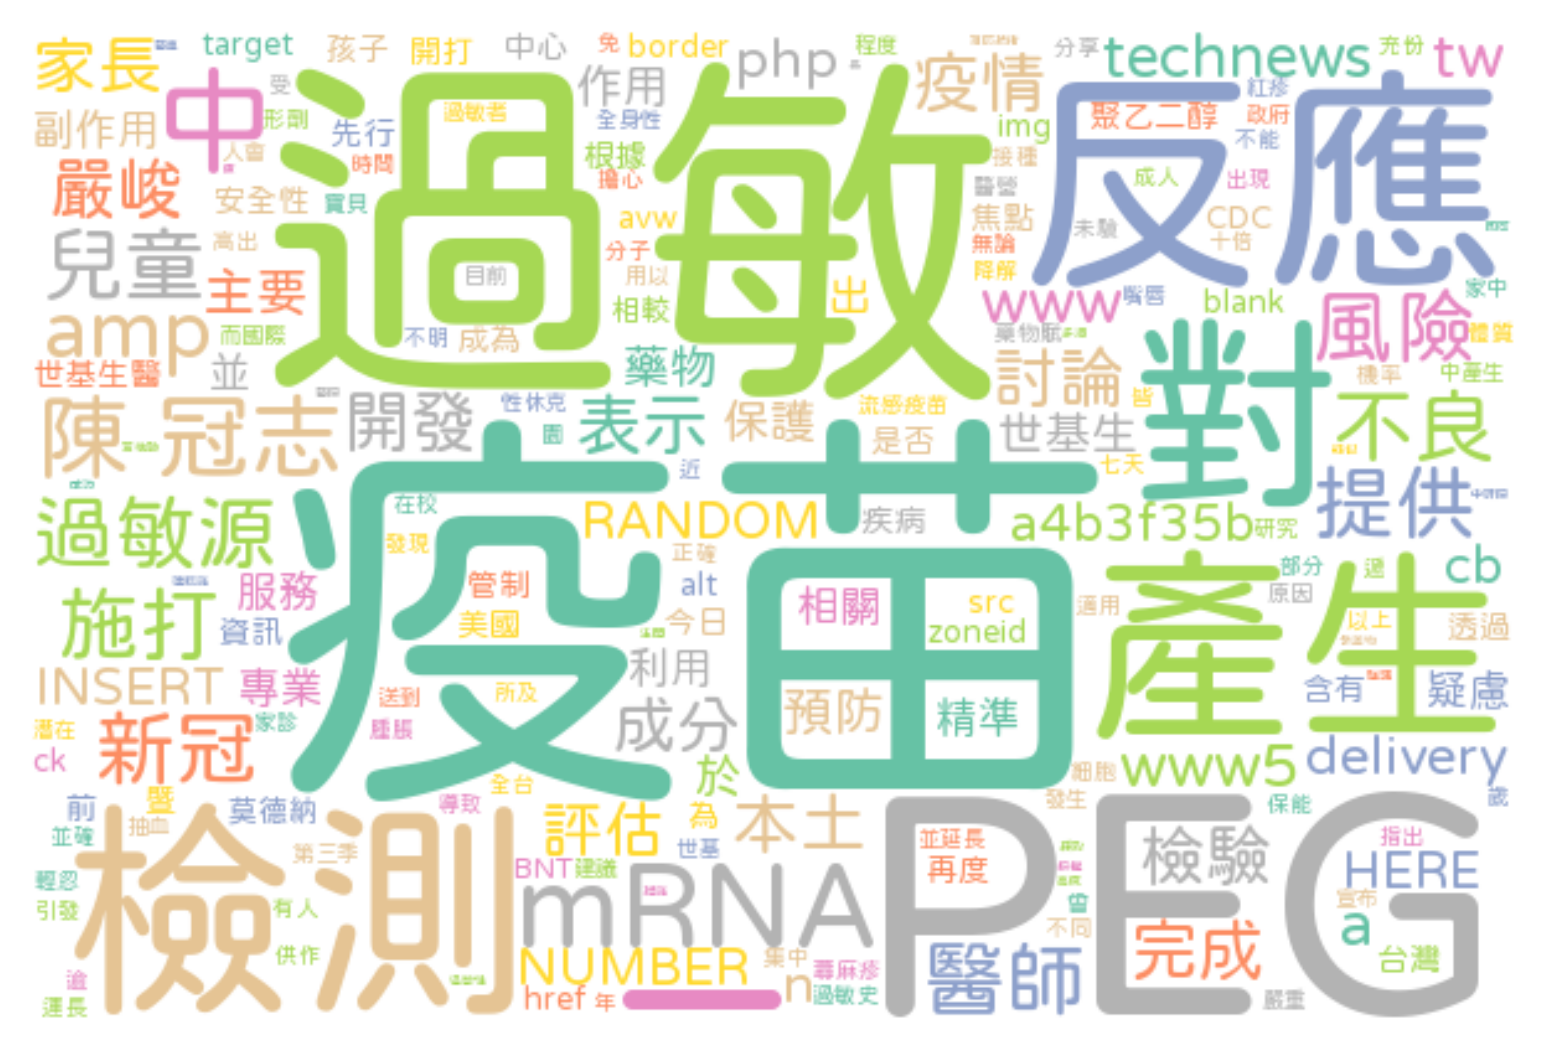 家長
target
孩子
開打
中心
免
border
php
程度
疫情
分享
technews
充份
tw
副作用
中
受
形劑
先行
過敏
過敏者
作用
全身性
根據
擔心
img
接種
聚乙二醇
紅疹
政府
不能
反應
嚴峻
人會
時間
安全性
寶貝
avw
分子
焦點
無論
降解
成人
出現
未驗
CDC
十倍
兒童
高出
主要
目前
用以
出
www
嘴唇
blank
風險
家中
體質
amp
而國際
不明
成為
相較
藥物
藥物賦
討論
對
機率
中產生
世基生醫
並
陳冠志
開發
性休克
表示
保護
流感疫苗
是否
世基生
皆
不良
七天
近
園
過敏源
在校
發現
疫苗
RANDOM
疾病
a4b3f35b
研究
提供
正確
施打
服務
資訊
管制
美國
alt
今日
相關
src
zoneid
適用
產生
部分
原因
過
以上
cb
透過
INSERT
專業
送到
所及
利用
預防
精準
含有
疑慮
潛在
ck
新冠
家診
腫脹
成分
於
全台
細胞
www5
delivery
歲
前
暨
抽血
並確
莫德納
第三季
導致
評估
為
世基
本土
PEG
並延長
再度
發生
保能
檢驗
指出
HERE
輕忽
引發
檢測
有人
供作
BNT
建議
mRNA
曾
不同
宣布
a
台灣
逾
運長
NUMBER
集中
n
蕁麻疹
過敏史
醫師
完成
嚴重
href
年